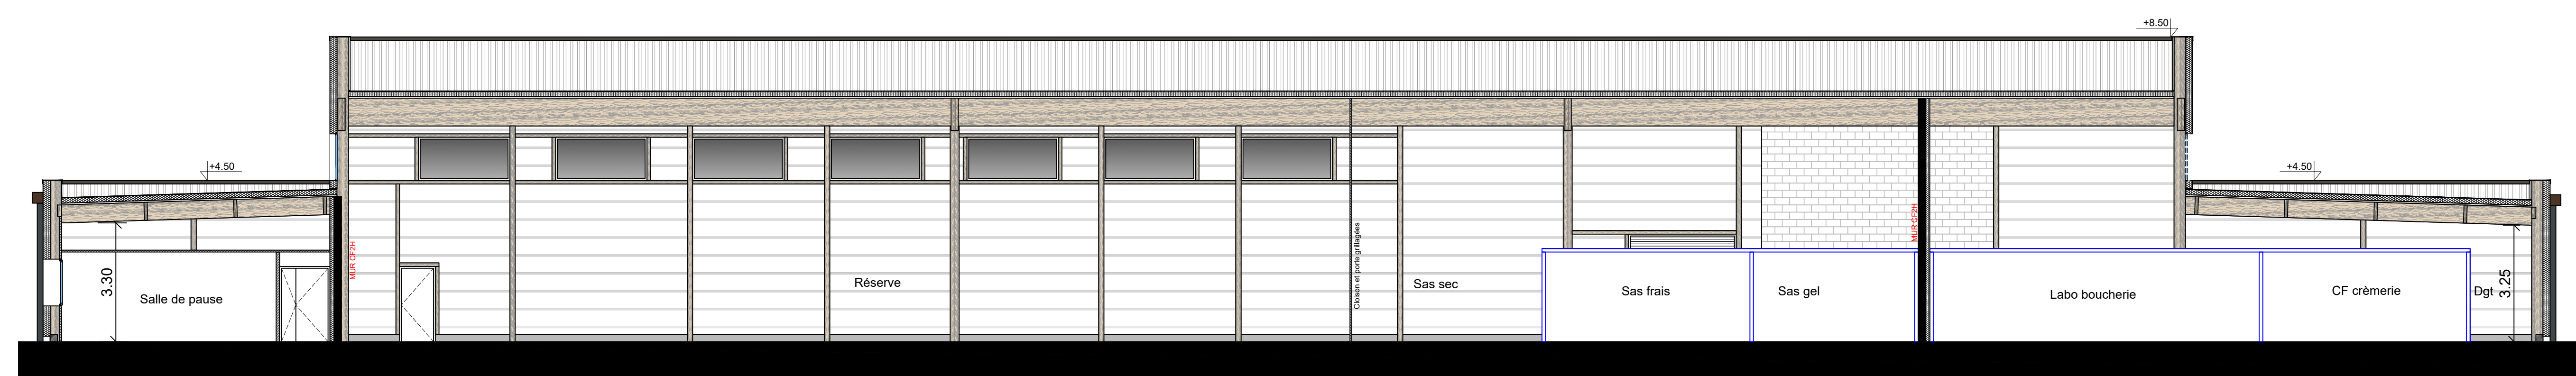 +8.50
+4.50
+4.50
MUR CF2H
MUR CF2H
Cloison et porte grillagées
3.30
Salle de pause
Réserve
Sas sec
Sas frais
Sas gel
Labo boucherie
CF crèmerie
Dgt
3.25